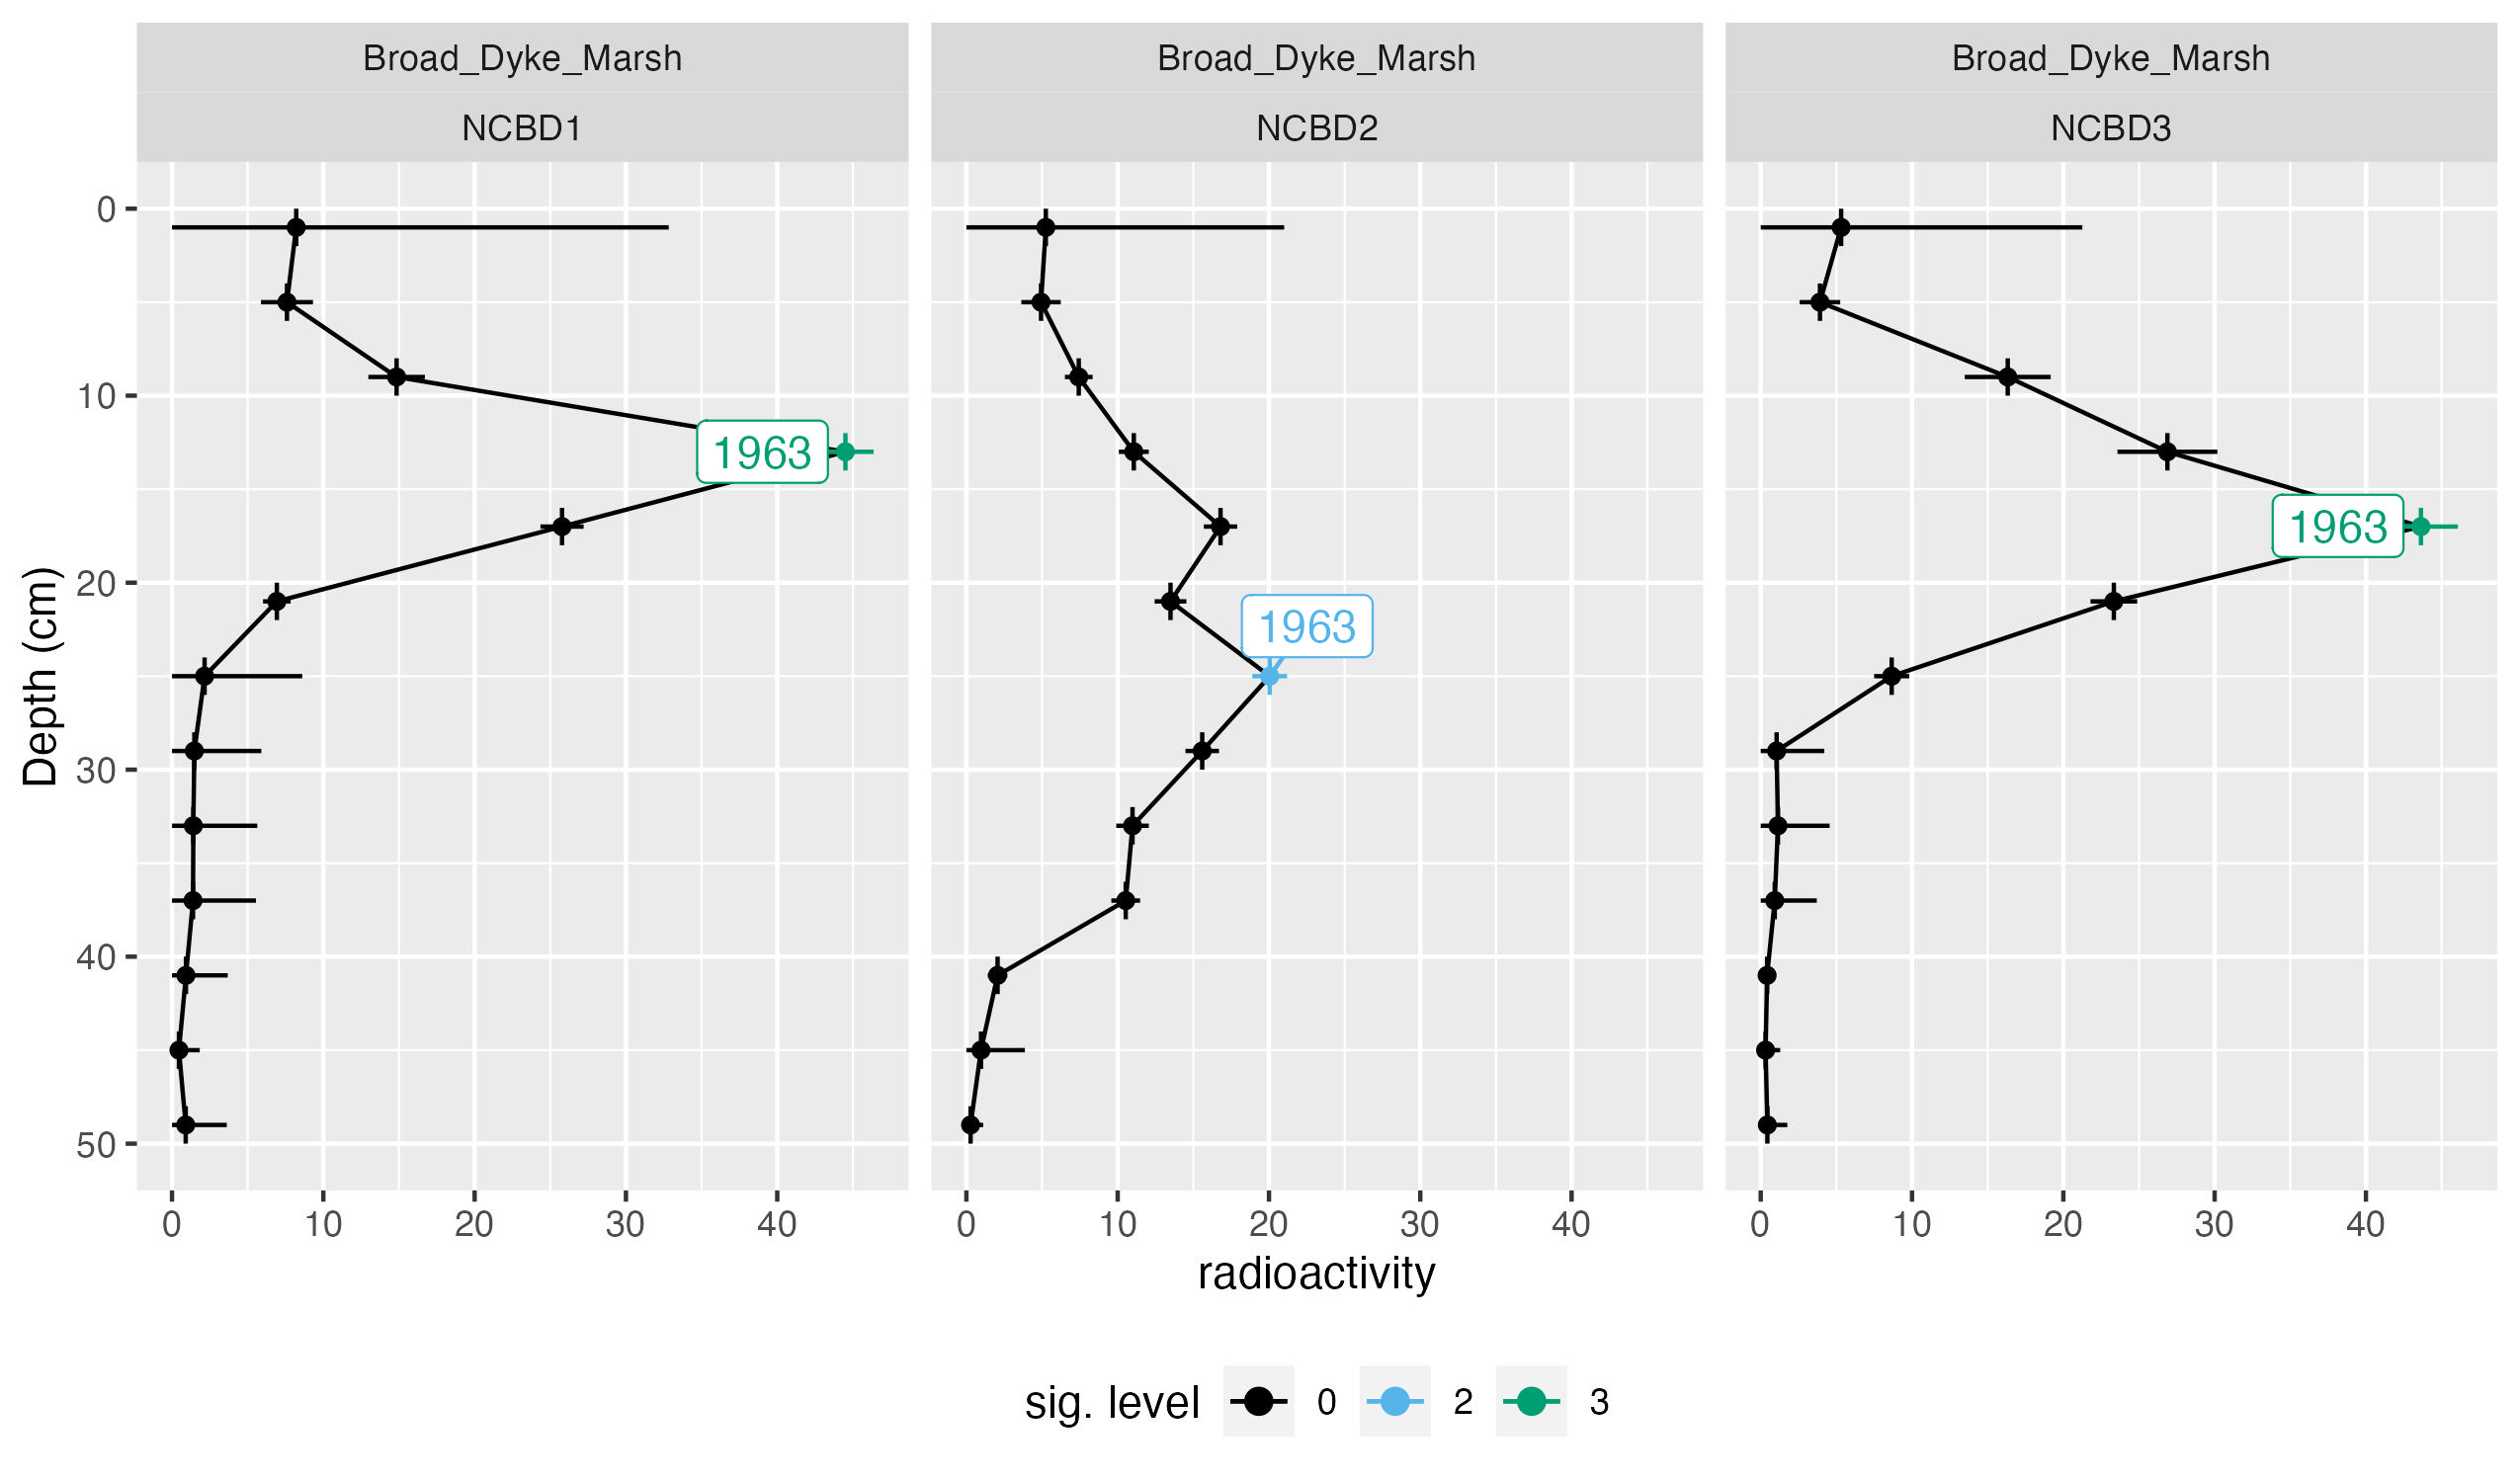 Broad_Dyke_Marsh Broad_Dyke_Marsh Broad_Dyke_Marsh
NCBD1 NCBD2 NCBD3
Depth (cm)
0
10
20
30
40
50
1963
1963
1963
0 10 20 30 40 0 10 20 30 40 0 10 20 30 40
radioactivity
sig. level 0 2 3